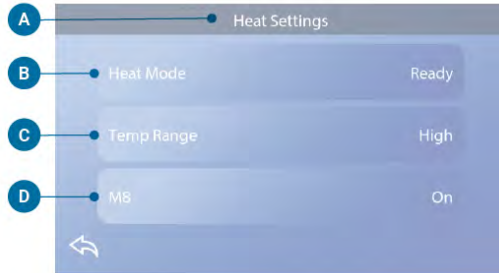 A Heat Settings
B Heat Mode Ready
C Temp Range High
D M8 On